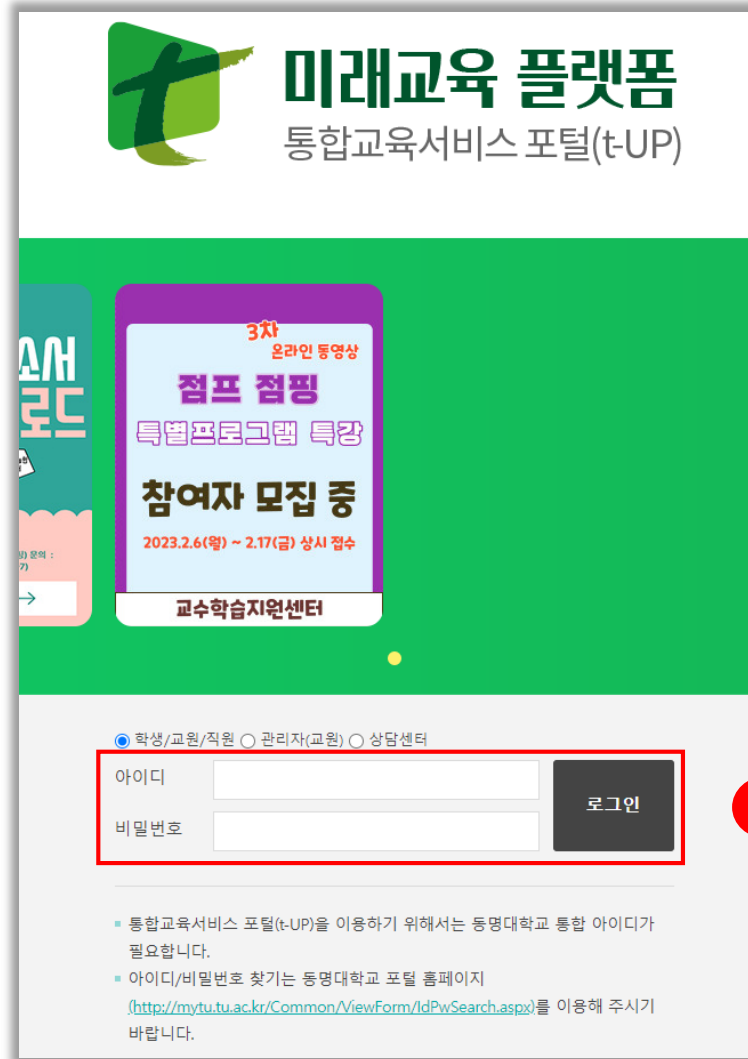 미래교육 플랫폼
통합교육서비스 포털(t-UP)
3차
온라인 동영상
점프 점핑
특별프로그램 특강
참여자 모집 중
2023.2.6(월) ~ 2.17(금) 상시 접수
교수학습지원센터
소서
로드
문의 :
7)
학생/교원/직원 관리자(교원) 상담센터
아이디
비밀번호
로그인
통합교육서비스 포털(t-UP)을 이용하기 위해서는 동명대학교 통합 아이디가
필요합니다.
아이디/비밀번호 찾기는 동명대학교 포털 홈페이지
(http://mytu.tu.ac.kr/Common/ViewForm/IdPwSearch.aspx)를 이용해 주시기
바랍니다.